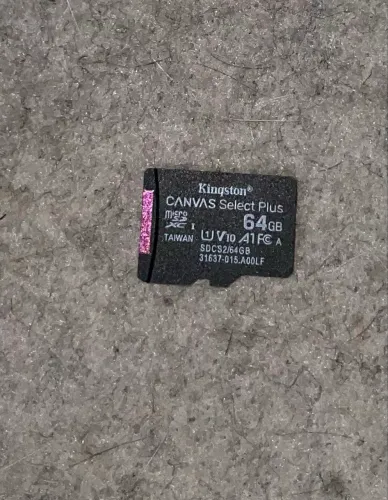 Kingston®
CANVAS Select Plus
micro SD XC I 64GB
TAIWAN U1 V10 A1 FC A
SDCS2/64GB
31637-015.A00LF